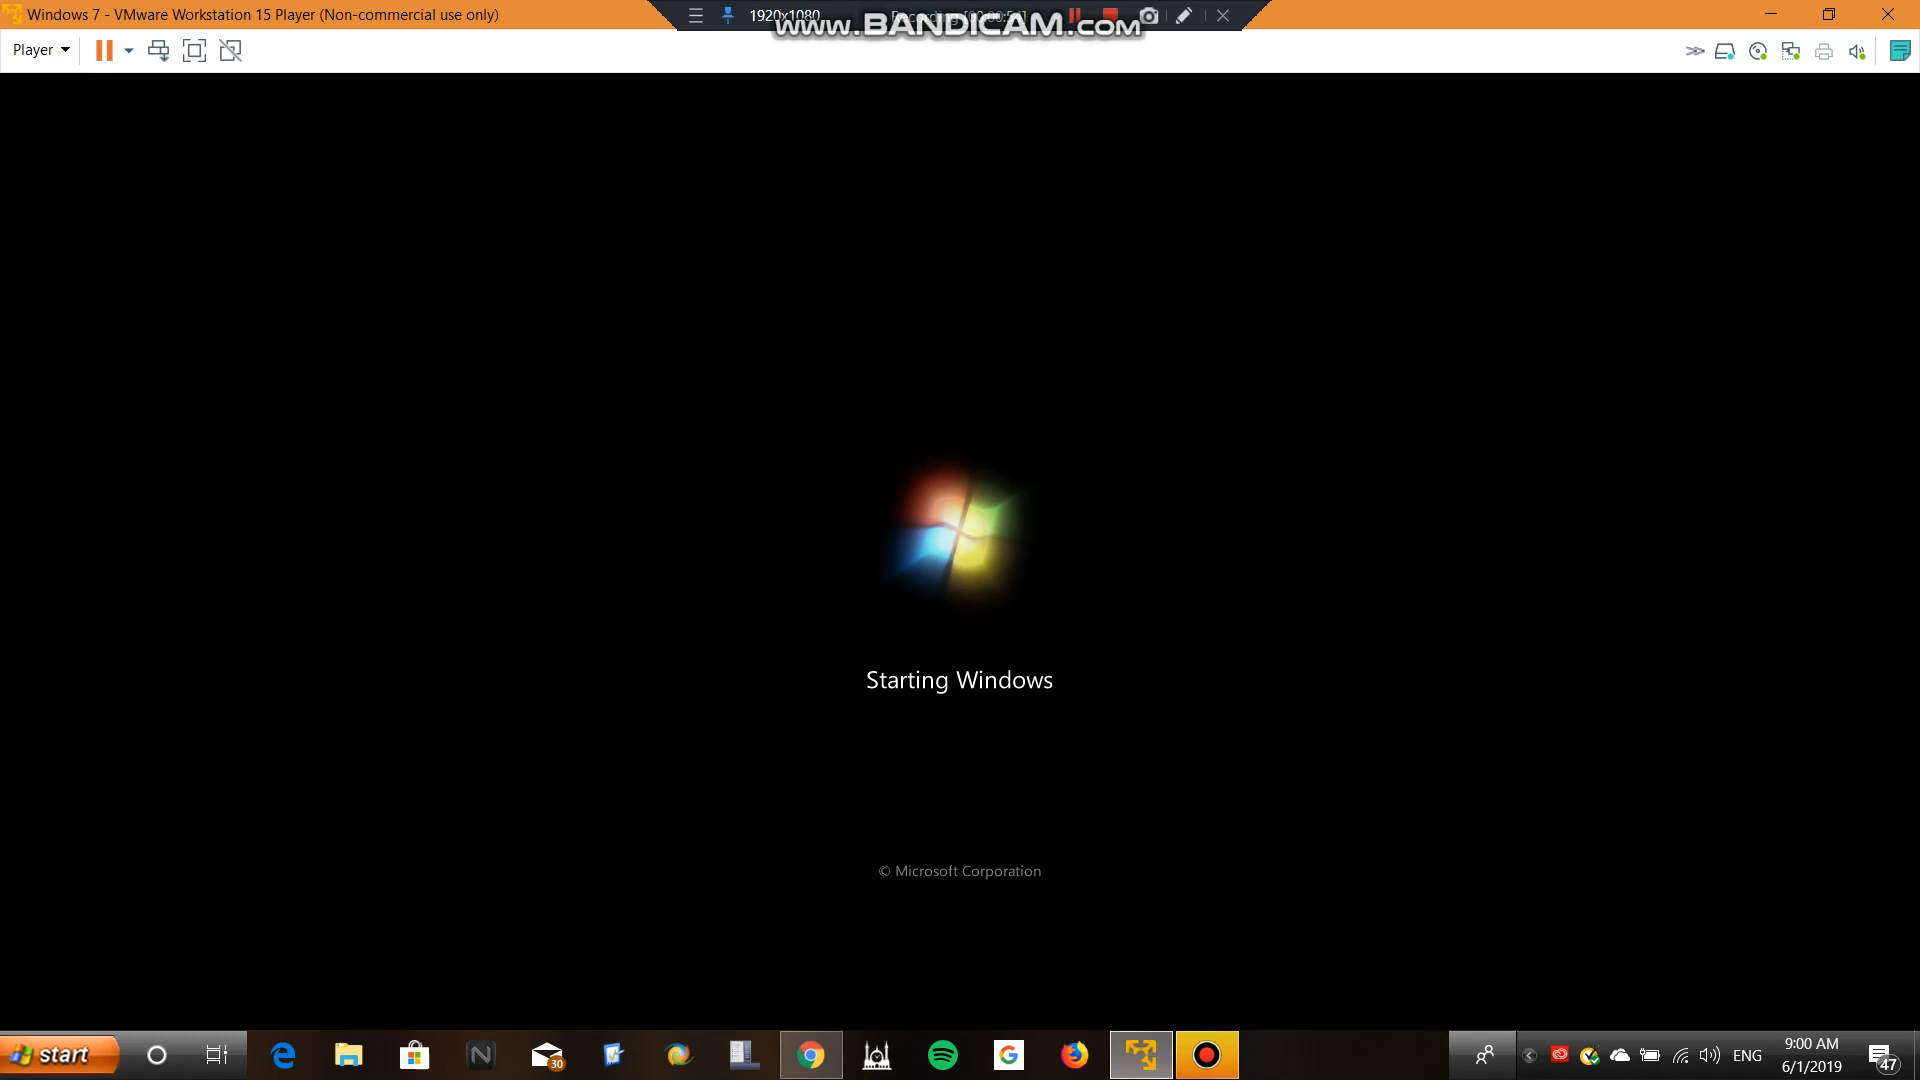 Windows 7 - VMware Workstation 15 Player (Non-commercial use only)
1920x1080
www.BANDICAM.com
Player
Starting Windows
© Microsoft Corporation
start
30
ENG
9:00 AM
6/1/2019
47